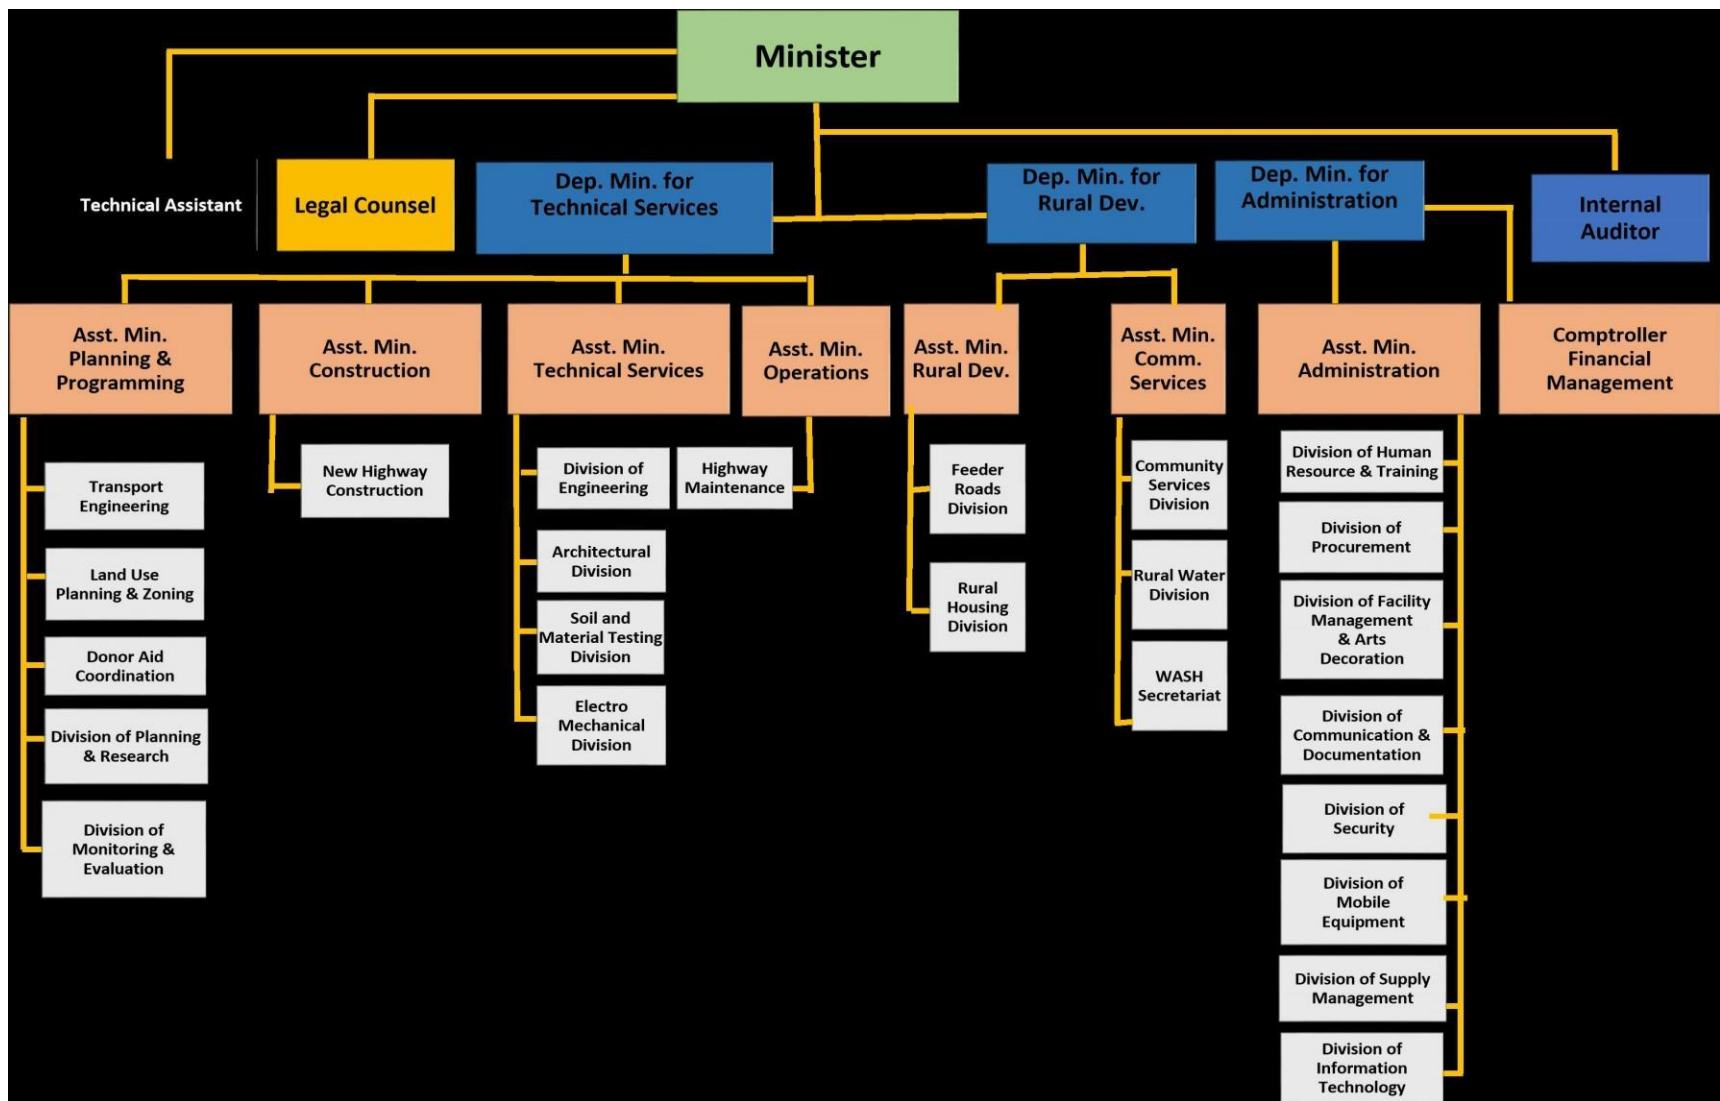 Minister
Technical Assistant
Legal Counsel
Dep. Min. for
Technical Services
Dep. Min. for
Rural Dev.
Dep. Min. for
Administration
Internal
Auditor
Asst. Min.
Planning &
Programming
Asst. Min.
Construction
Asst. Min.
Technical Services
Asst. Min.
Operations
Asst. Min.
Rural Dev.
Asst. Min.
Comm.
Services
Asst. Min.
Administration
Comptroller
Financial
Management
Transport
Engineering
Land Use
Planning & Zoning
Donor Aid
Coordination
Division of Planning
& Research
Division of
Monitoring &
Evaluation
New Highway
Construction
Division of
Engineering
Architectural
Division
Soil and
Material Testing
Division
Electro
Mechanical
Division
Highway
Maintenance
Feeder
Roads
Division
Rural
Housing
Division
Community
Services
Division
Rural Water
Division
WASH
Secretariat
Division of Human
Resource & Training
Division of
Procurement
Division of Facility
Management
& Arts
Decoration
Division of
Communication &
Documentation
Division of
Security
Division of
Mobile
Equipment
Division of Supply
Management
Division of
Information
Technology